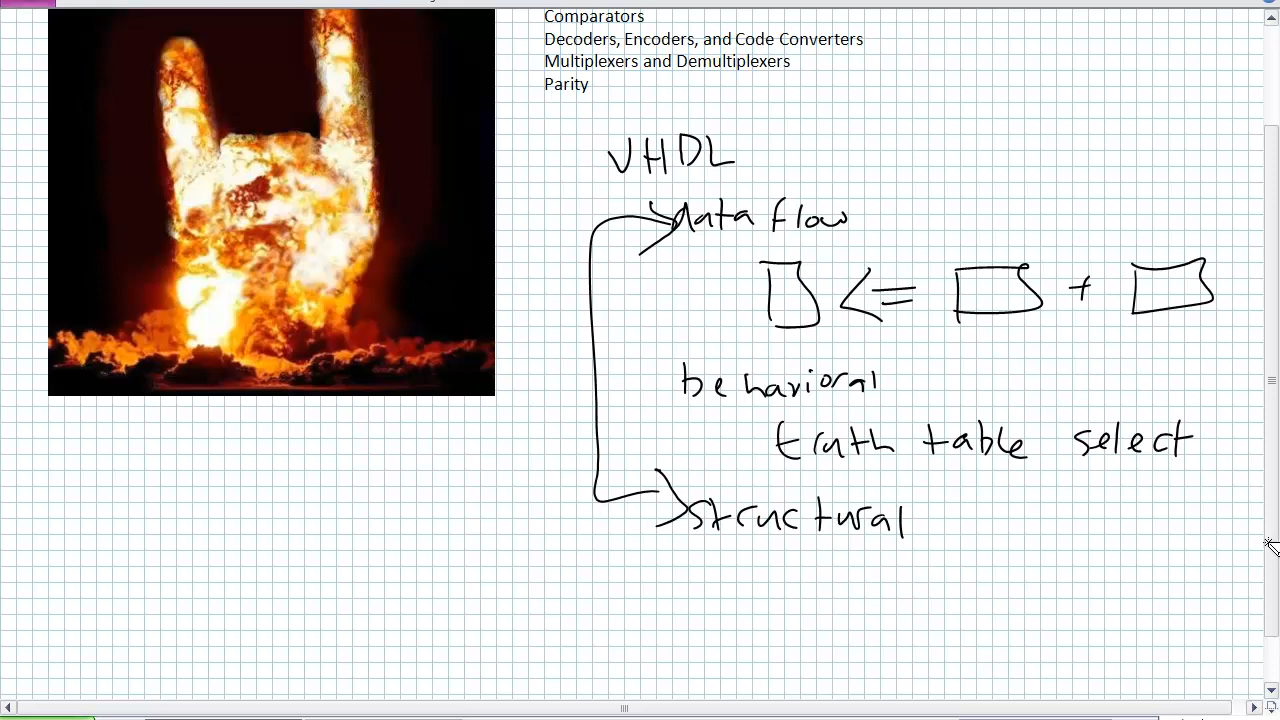 Comparators
Decoders, Encoders, and Code Converters
Multiplexers and Demultiplexers
Parity
VHDL
data flow
<= +
behavioral
truth table select
structural